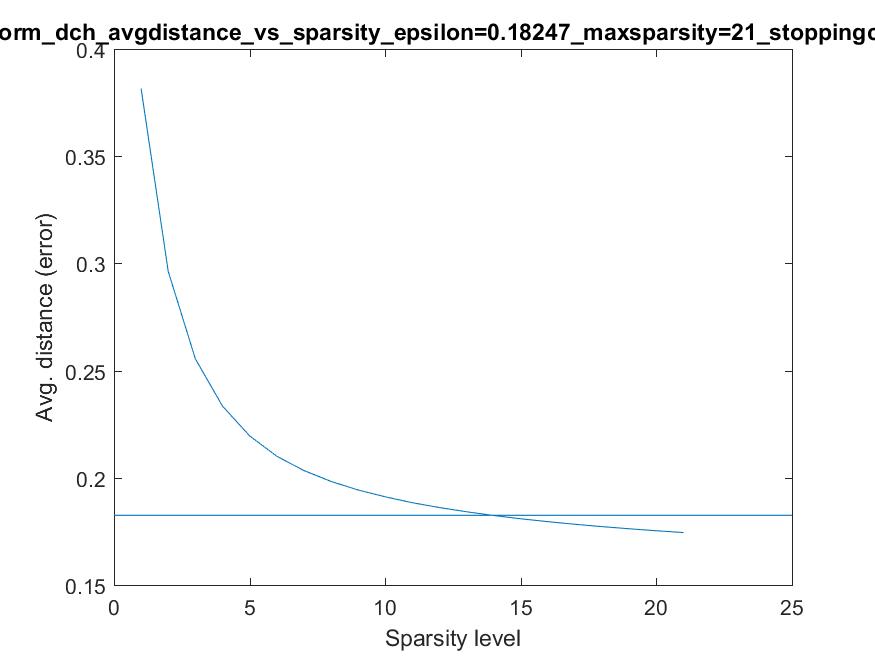 orm_dch_avgdistance_vs_sparsity_epsilon=0.18247_maxsparsity=21_stoppingc
0.4
0.35
0.3
0.25
0.2
0.15
Avg. distance (error)
0 5 10 15 20 25
Sparsity level